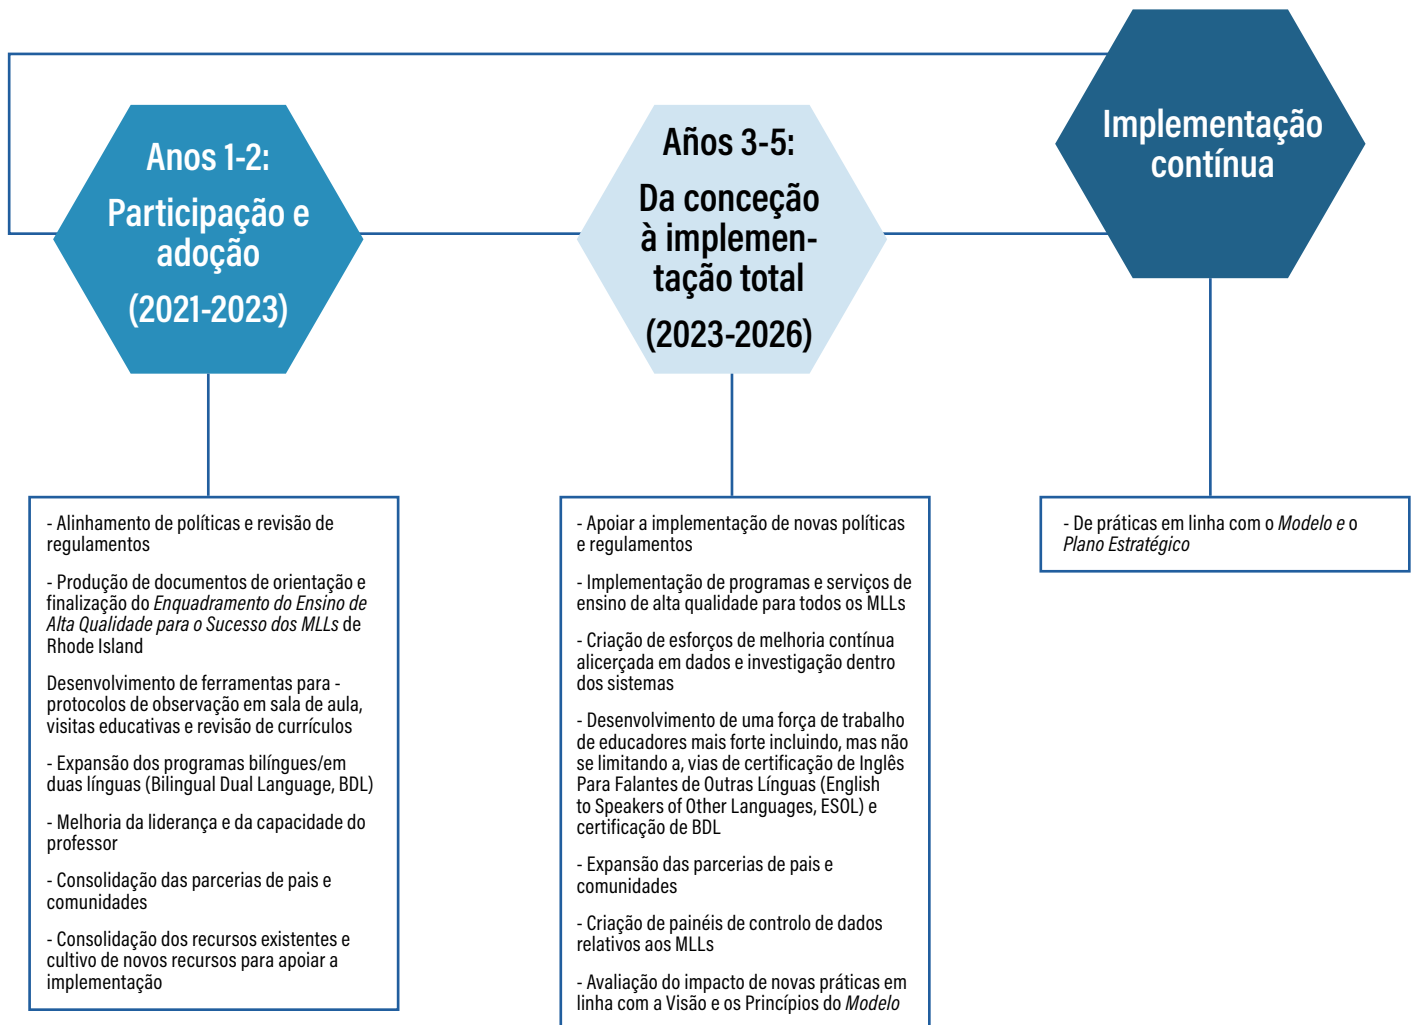 Anos 1-2:
Participação e
adoção
(2021-2023)
Años 3-5:
Da conceção
à implemen-
tação total
(2023-2026)
Implementação
contínua
- Alinhamento de políticas e revisão de
regulamentos
- Produção de documentos de orientação e
finalização do Enquadramento do Ensino de
Alta Qualidade para o Sucesso dos MLLs de
Rhode Island
Desenvolvimento de ferramentas para -
protocolos de observação em sala de aula,
visitas educativas e revisão de currículos
- Expansão dos programas bilíngues/em
duas línguas (Bilingual Dual Language, BDL)
- Melhoria da liderança e da capacidade do
professor
- Consolidação das parcerias de pais e
comunidades
- Consolidação dos recursos existentes e
cultivo de novos recursos para apoiar a
implementação
- Apoiar a implementação de novas políticas
e regulamentos
- Implementação de programas e serviços de
ensino de alta qualidade para todos os MLLs
- Criação de esforços de melhoria contínua
alicerçada em dados e investigação dentro
dos sistemas
- Desenvolvimento de uma força de trabalho
de educadores mais forte incluindo, mas não
se limitando a, vias de certificação de Inglês
Para Falantes de Outras Línguas (English
to Speakers of Other Languages, ESOL) e
certificação de BDL
- Expansão das parcerias de pais e
comunidades
- Criação de painéis de controlo de dados
relativos aos MLLs
- Avaliação do impacto de novas práticas em
linha com a Visão e os Princípios do Modelo
- De práticas em linha com o Modelo e o
Plano Estratégico